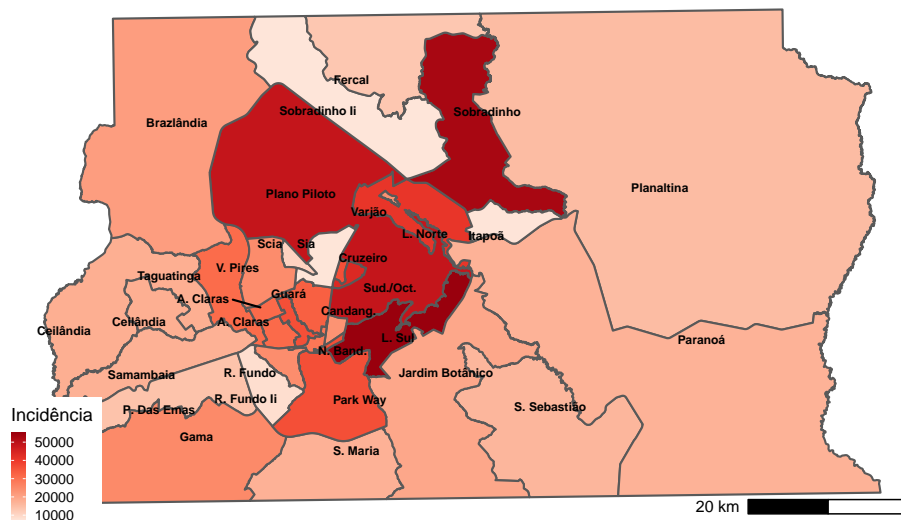 Fercal
Sobradinho Ii
Sobradinho
Brazlândia
Plano Piloto
Planaltina
Varjão
L. Norte
Itapoã
Scia
Sia
Cruzeiro
V. Pires
Taguatinga
Guará
Sud./Oct.
A. Claras
Candang.
Ceilândia
Ceilândia
A. Claras
L. Sul
Paranoá
N. Band.
Samambaia
R. Fundo
Jardim Botânico
R. Fundo Ii
Park Way
P. Das Emas
S. Sebastião
Gama
S. Maria
Incidência
50000
40000
30000
20000
10000
20 km